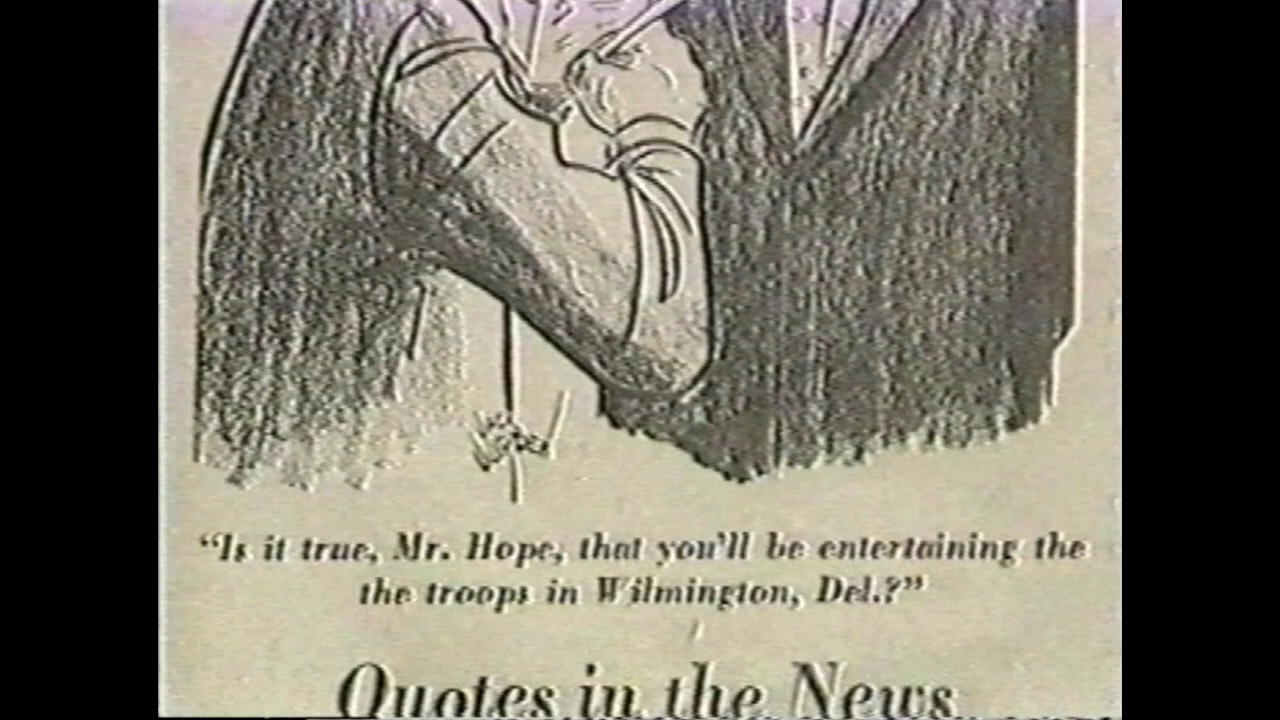 “Is it true, Mr. Hope, that you’ll be entertaining the
the troops in Wilmington, Del.?”
Quotes in the News